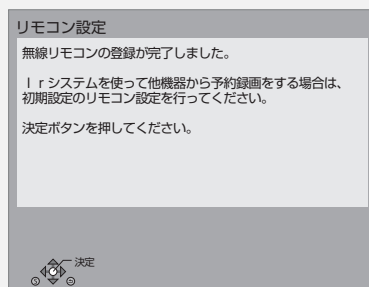 リモコン設定
無線リモコンの登録が完了しました。
Ｉｒシステムを使って他機器から予約録画をする場合は、
初期設定のリモコン設定を行ってください。
決定ボタンを押してください。
決定